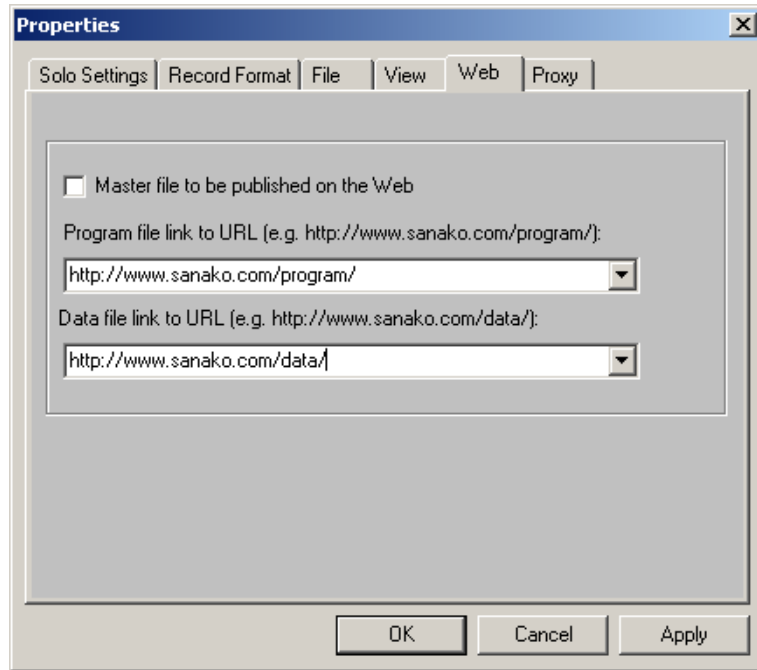 Properties
Solo Settings Record Format File View Web Proxy
Master file to be published on the Web
Program file link to URL (e.g. http://www.sanako.com/program/):
http://www.sanako.com/program/
Data file link to URL (e.g. http://www.sanako.com/data/):
http://www.sanako.com/data/
OK Cancel Apply